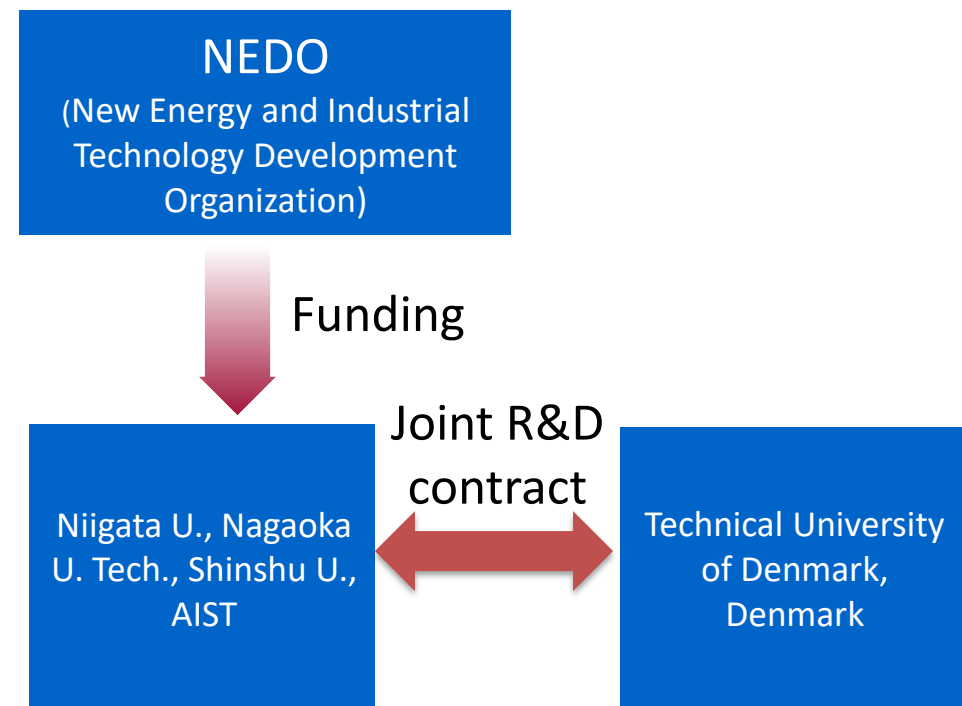 NEDO
(New Energy and Industrial
Technology Development
Organization)
Funding
Joint R&D
contract
Niigata U., Nagaoka
U. Tech., Shinshu U.,
AIST
Technical University
of Denmark,
Denmark